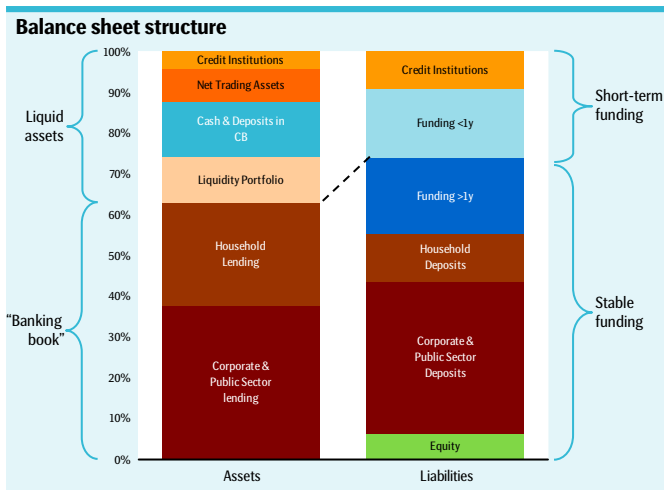 Balance sheet structure
100%
90%
80%
70%
60%
50%
40%
30%
20%
10%
0%
Liquid
assets
"Banking
book"
Credit Institutions
Net Trading Assets
Cash & Deposits in
CB
Liquidity Portfolio
Household
Lending
Corporate &
Public Sector
lending
Assets
Credit Institutions
Funding <1y
Funding >1y
Household
Deposits
Corporate &
Public Sector
Deposits
Equity
Liabilities
Short-term
funding
Stable
funding